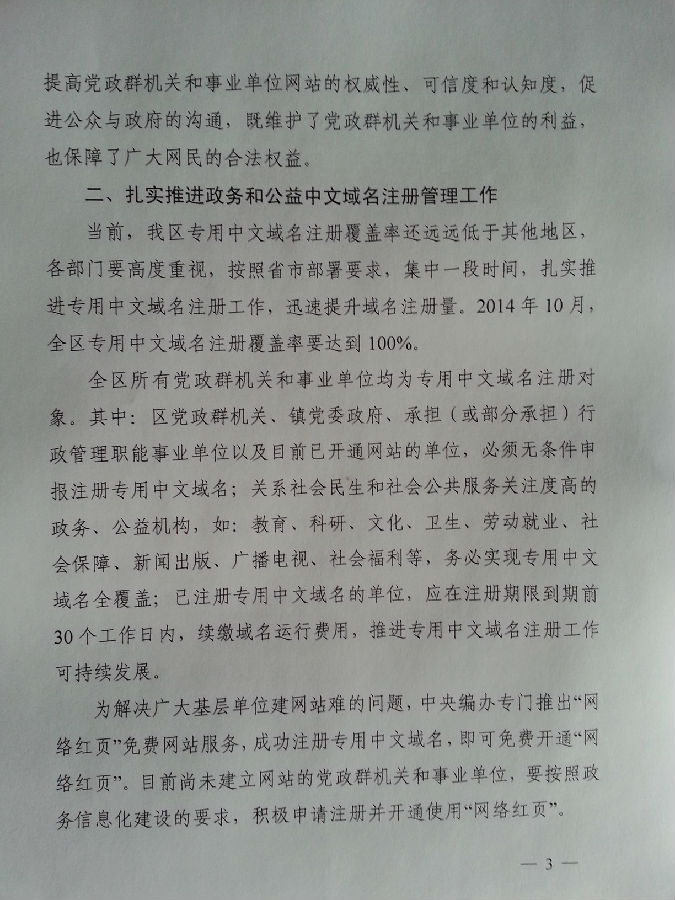 提高党政群机关和事业单位网站的权威性、可信度和认知度，促
进公众与政府的沟通，既维护了党政群机关和事业单位的利益，
也保障了广大网民的合法权益。
二、扎实推进政务和公益中文域名注册管理工作
当前，我区专用中文域名注册覆盖率还远远低于其他地区，
各部门要高度重视，按照省市部署要求，集中一段时间，扎实推
进专用中文域名注册工作，迅速提升域名注册量。2014 年 10 月，
全区专用中文域名注册覆盖率要达到 100%。
全区所有党政群机关和事业单位均为专用中文域名注册对
象。其中：区党政群机关、镇党委政府、承担（或部分承担）行
政管理职能事业单位以及目前已开通网站的单位，必须无条件申
报注册专用中文域名；关系社会民生和社会公共服务关注度高的
政务、公益机构，如：教育、科研、文化、卫生、劳动就业、社
会保障、新闻出版、广播电视、社会福利等，务必实现专用中文
域名全覆盖；已注册专用中文域名的单位，应在注册期限到期前
30 个工作日内，续缴域名运行费用，推进专用中文域名注册工作
可持续发展。
为解决广大基层单位建网站难的问题，中央编办专门推出“网
络红页”免费网站服务，成功注册专用中文域名，即可免费开通“网
络红页”。目前尚未建立网站的党政群机关和事业单位，要按照政
务信息化建设的要求，积极申请注册并开通使用“网络红页”。
— 3 —